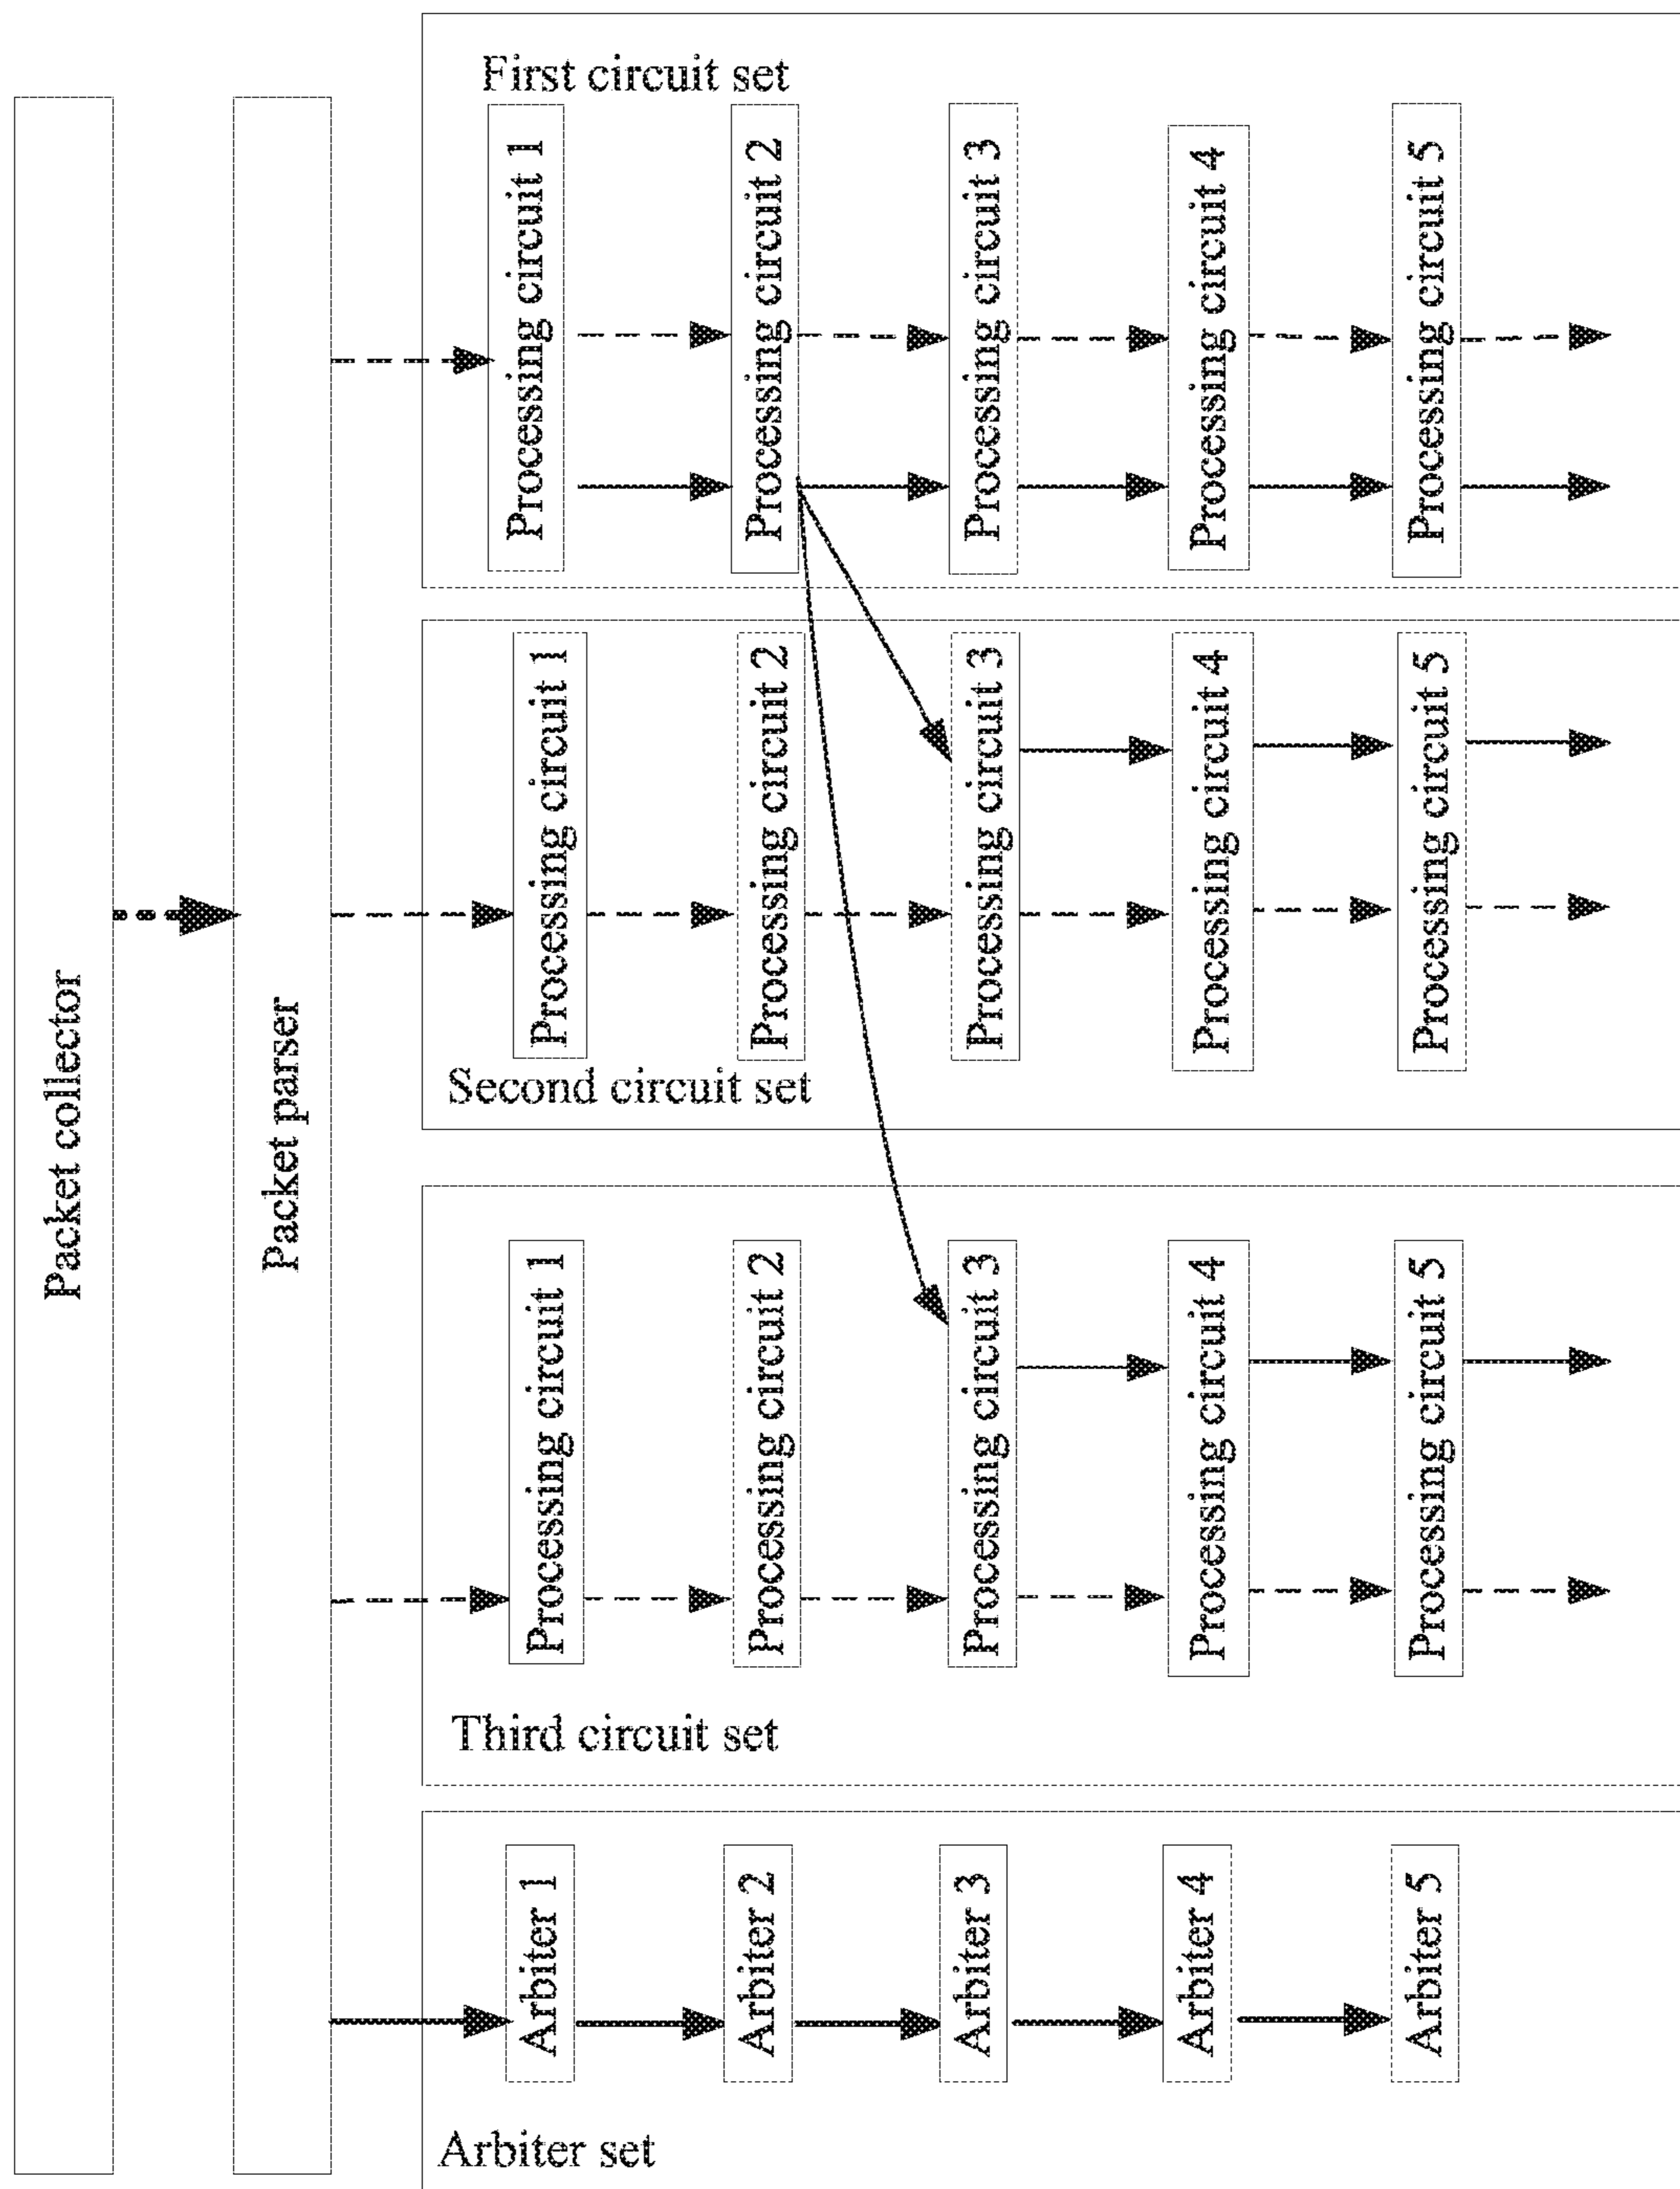 Packet collector
Packet parser
First circuit set
Processing circuit 1
Processing circuit 2
Processing circuit 3
Processing circuit 4
Processing circuit 5
Second circuit set
Processing circuit 1
Processing circuit 2
Processing circuit 3
Processing circuit 4
Processing circuit 5
Third circuit set
Processing circuit 1
Processing circuit 2
Processing circuit 3
Processing circuit 4
Processing circuit 5
Arbiter set
Arbiter 1
Arbiter 2
Arbiter 3
Arbiter 4
Arbiter 5